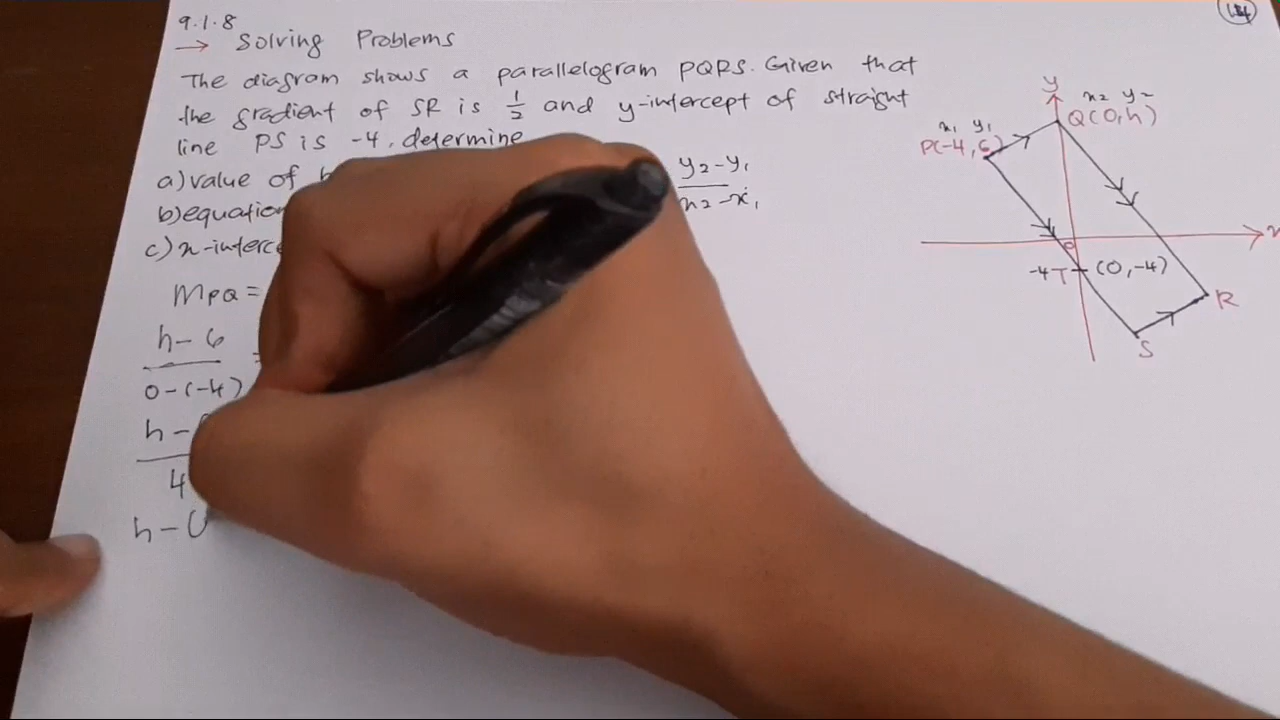 9.1.8
→ Solving Problems
The diagram shows a parallelogram PQRS. Given that
the gradient of SR is 1/2 and y-intercept of straight
line PS is -4, determine
a) value of
b) equation
c) x-interce
y2-y1
x2-x1
MPQ =
h-6
0-(-4)
h-
4
h-
y
x2 y2
Q(0,h)
x1 y1
P(-4,6)
x
0
-4 T (0,-4)
R
S